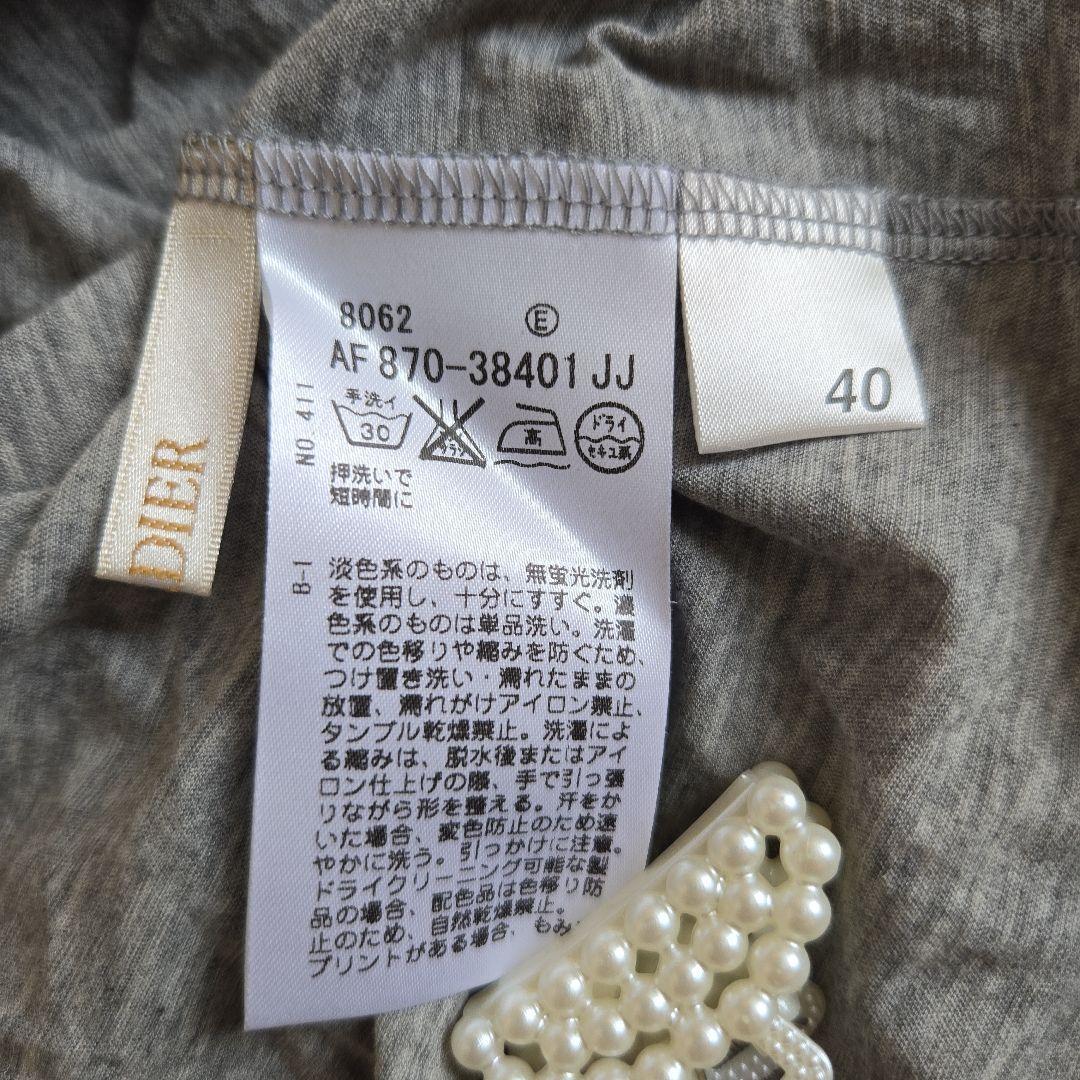 8062 Ⓔ
AF 870-38401 JJ
NO 411
手洗イ
30
高
ドライ
セキユ系
押洗いで
短時間に
B-1
淡色系のものは、無蛍光洗剤
を使用し、十分にすすぐ。濃
色系のものは単品洗い。洗濯
での色移りや縮みを防ぐため、
つけ置き洗い・濡れたままの
放置、濡れがけアイロン禁止、
タンブル乾燥禁止。洗濯によ
る縮みは、脱水後またはアイ
ロン仕上げの際、手で引っ張
りながら形を整える。汗をか
いた場合、変色防止のため速
やかに洗う。引っかけに注意。
ドライクリーニング可能な製
品の場合、配色品は色移り防
止のため、自然乾燥禁止。
プリントがある場合、もみ
DIER
40